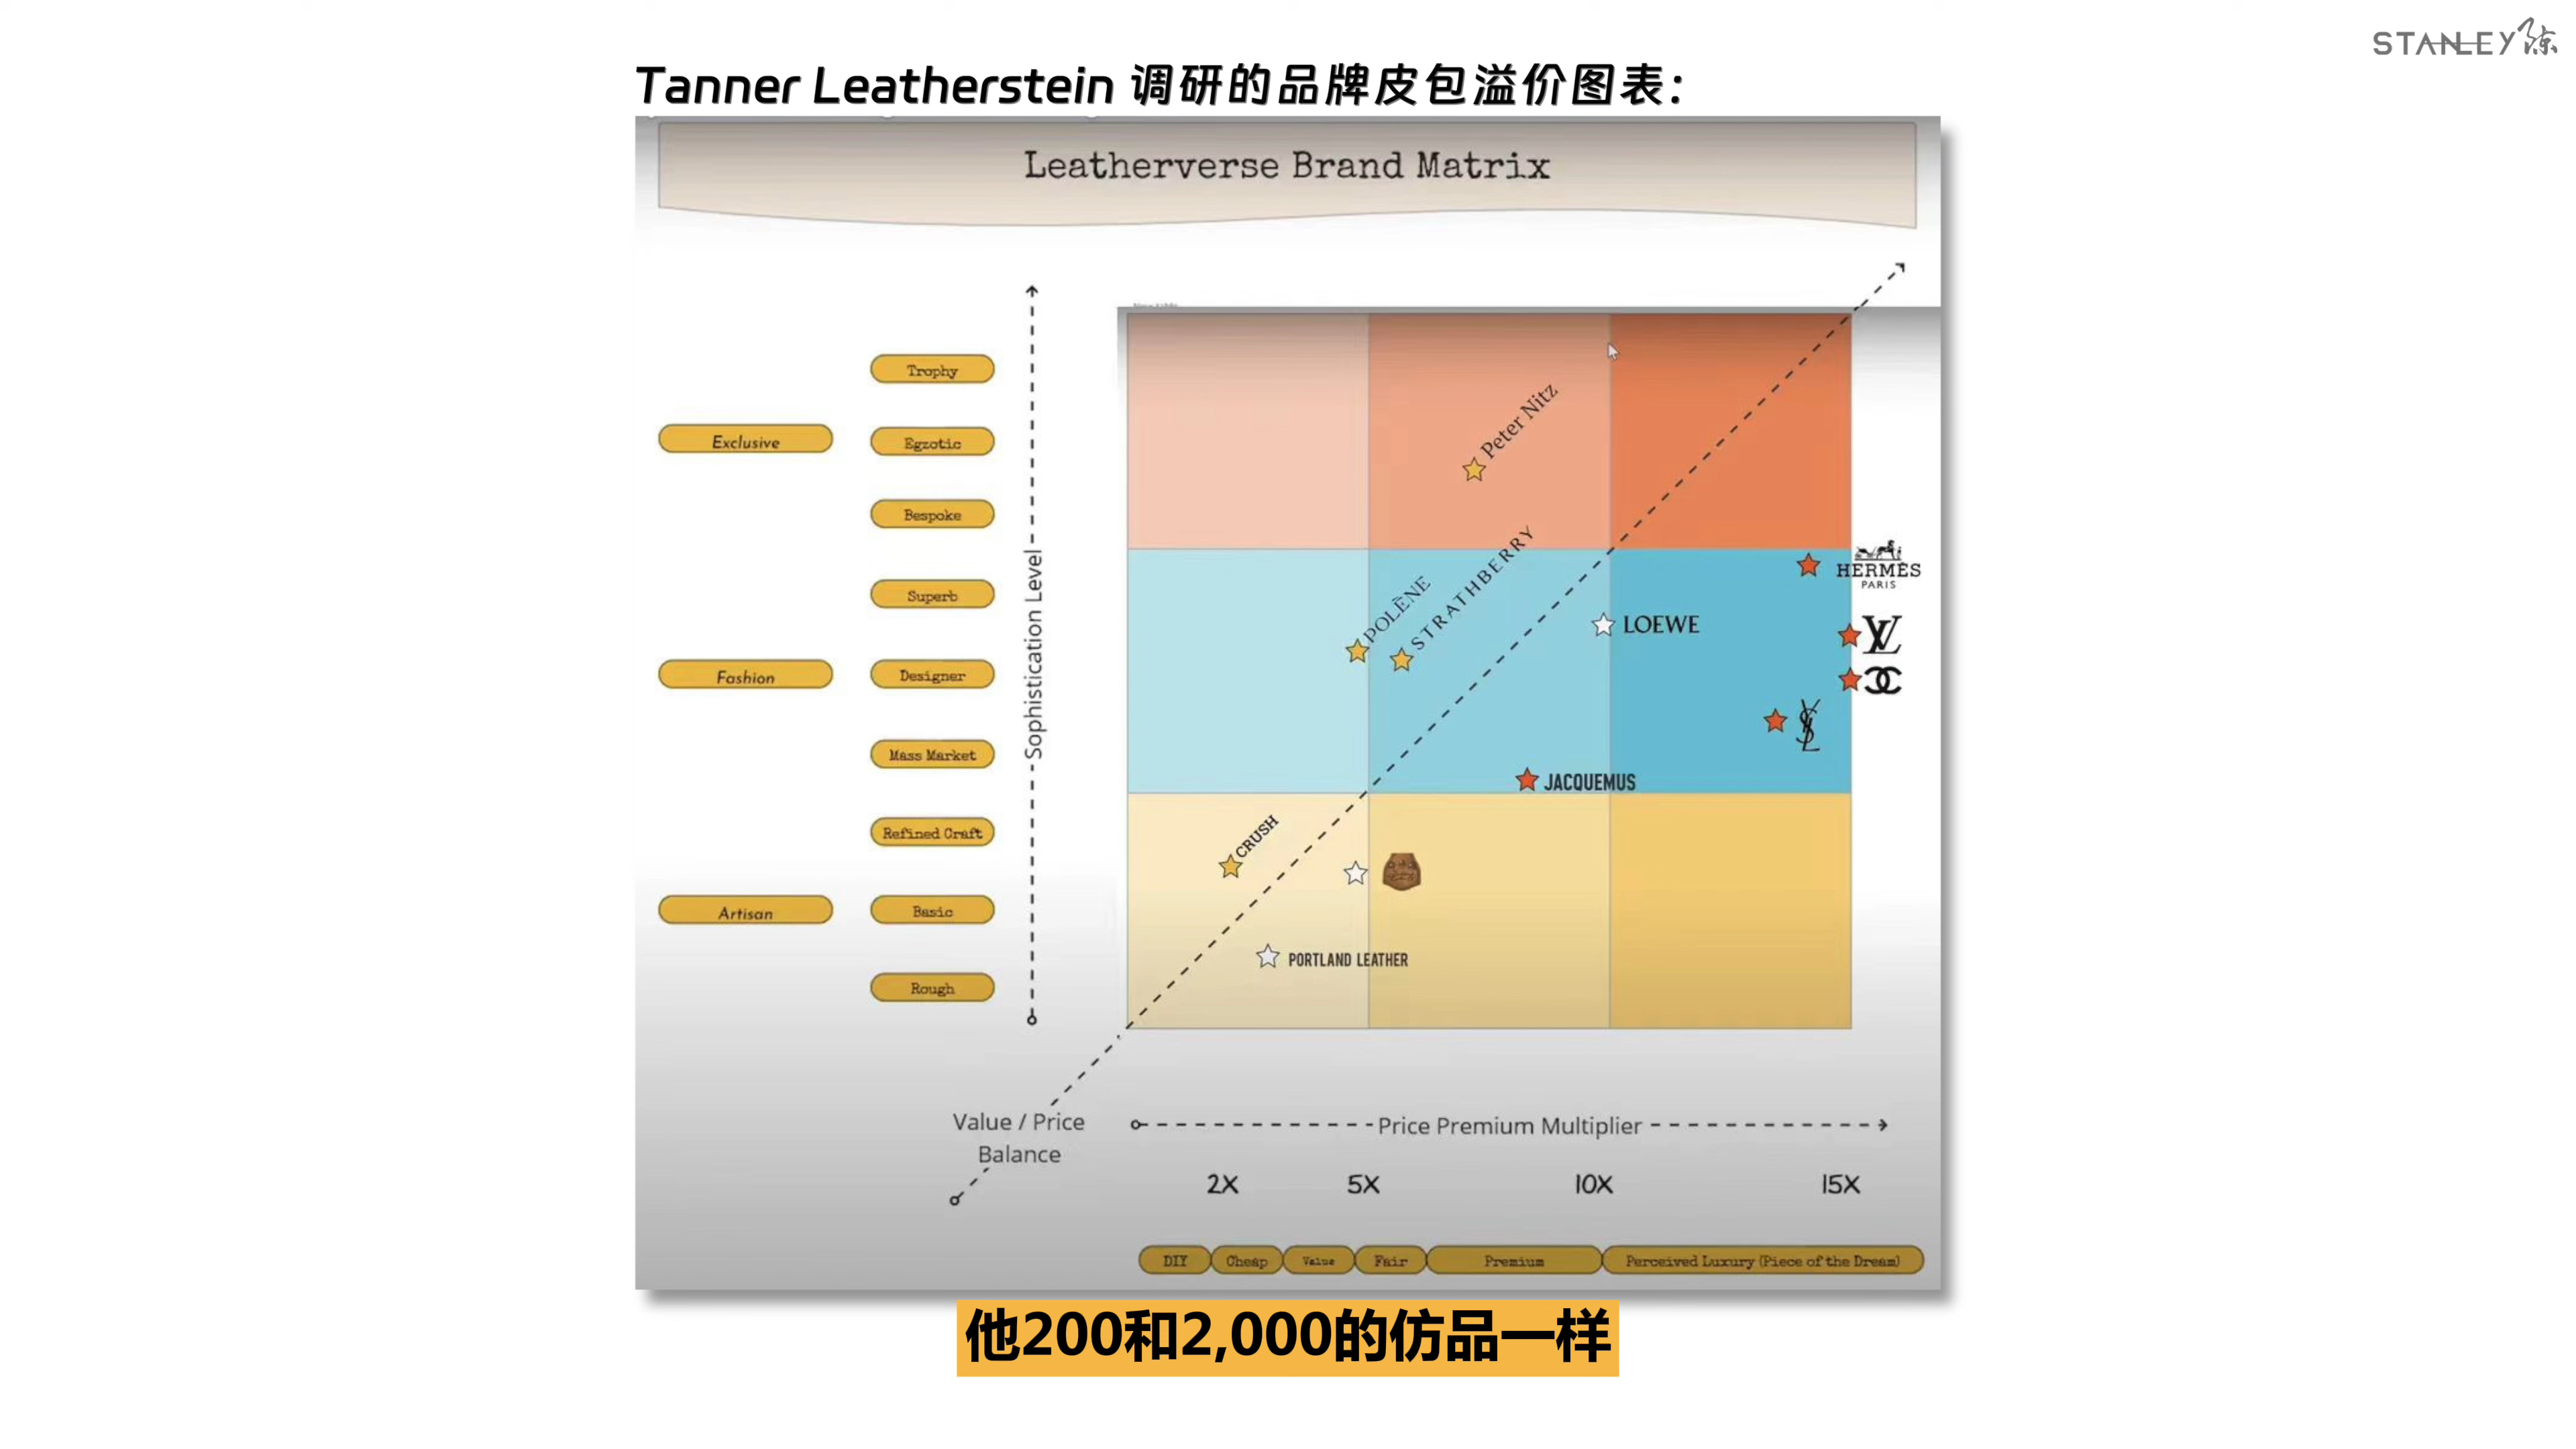 STANLEY
Tanner Leatherstein 调研的品牌皮包溢价图表:
Leatherverse Brand Matrix
Trophy
Exclusive
Egzotic
Bespoke
Superb
Fashion
Designer
Mass Market
Refined Craft
Artisan
Basic
Rough
Sophistication Level
Peter Nitz
POLÈNE
STRATHBERRY
HERMÈS
PARIS
LOEWE
LV
YSL
JACQUEMUS
CRUSH
PORTLAND LEATHER
Value / Price
Balance
Price Premium Multiplier
2X 5X 10X 15X
DIY Cheap Value Fair Premium Perceived Luxury (Piece of the Dream)
他200和2,000的仿品一样